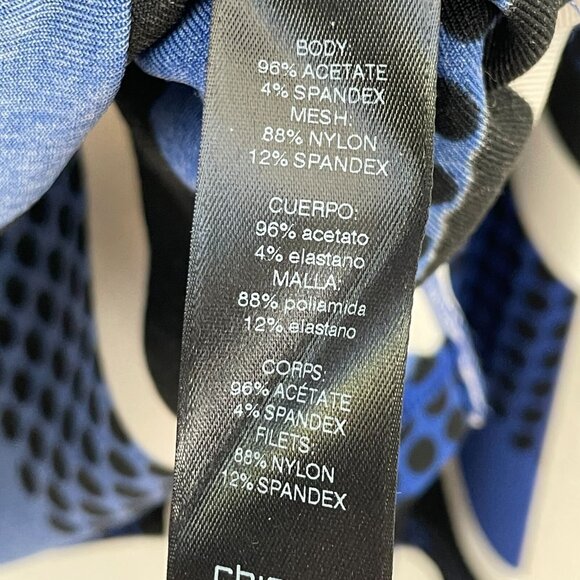 BODY:
96% ACETATE
4% SPANDEX
MESH:
88% NYLON
12% SPANDEX
CUERPO:
96% acetato
4% elastano
MALLA:
88% poliamida
12% elastano
CORPS:
96% ACÉTATE
4% SPANDEX
FILETS:
88% NYLON
12% SPANDEX